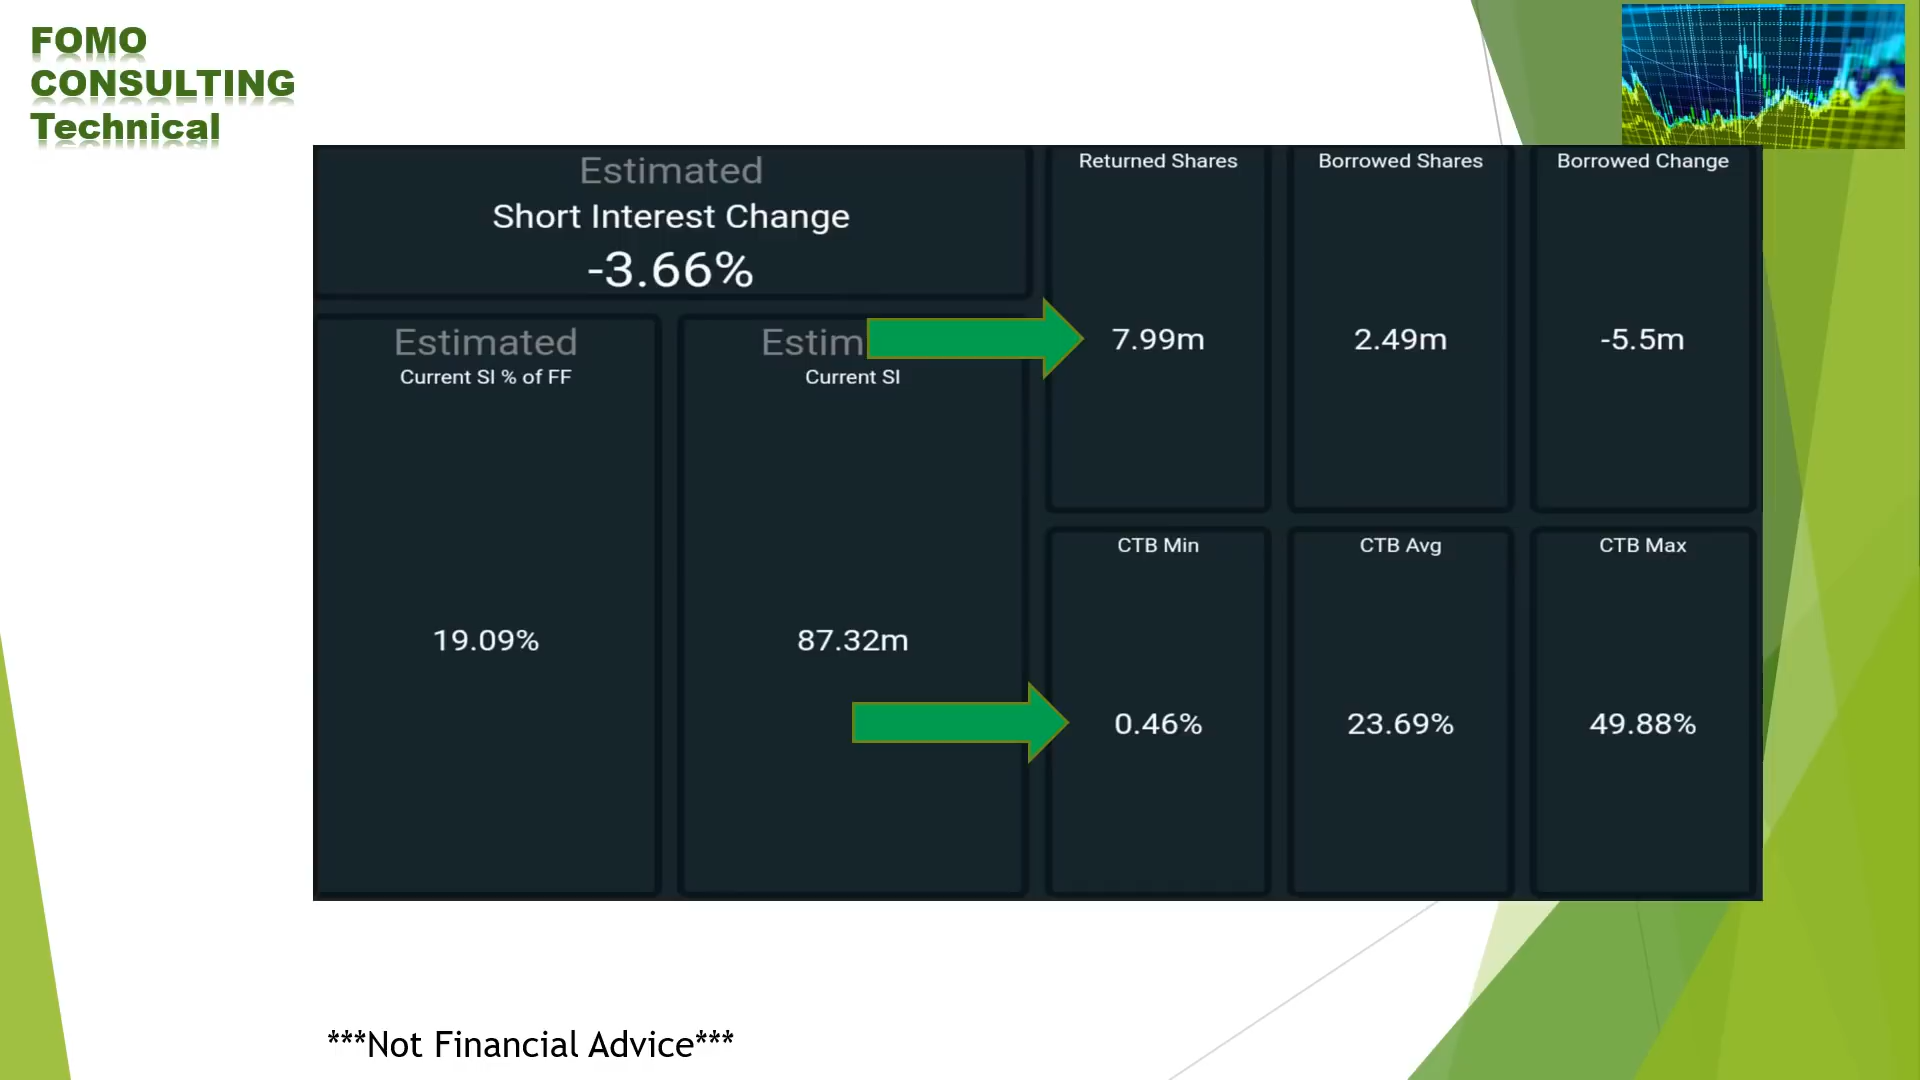 FOMO
CONSULTING
Technical
Estimated
Short Interest Change
-3.66%
Estimated
Current SI % of FF
19.09%
Estim
Current SI
87.32m
Returned Shares
7.99m
Borrowed Shares
2.49m
Borrowed Change
-5.5m
CTB Min
0.46%
CTB Avg
23.69%
CTB Max
49.88%
***Not Financial Advice***